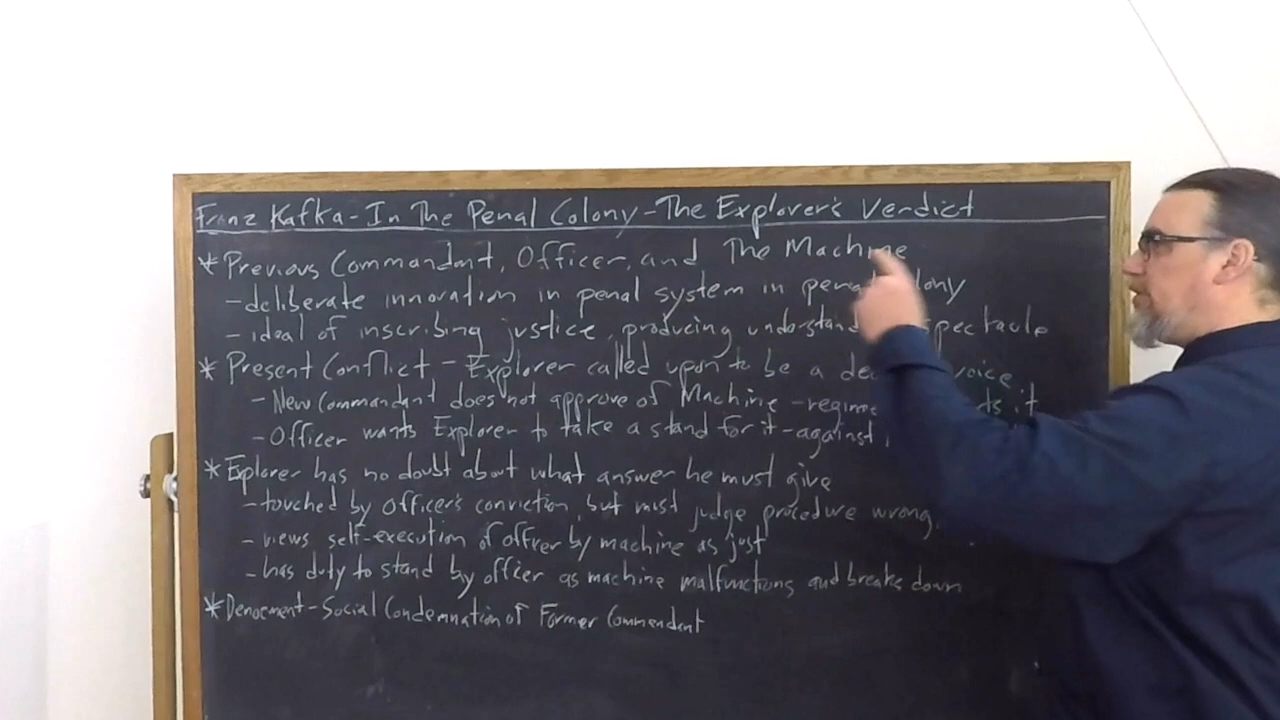 Franz Kafka - In The Penal Colony - The Explorer's Verdict
* Previous Commandant, Officer, and The Machine
- deliberate innovation in penal system in penal colony
- ideal of inscribing justice, producing spectacle
* Present Conflict - Explorer called upon to be a voice
- New Commandant does not approve of Machine - regime it
- Officer wants Explorer to take a stand for it - against
* Explorer has no doubt about what answer he must give
- touched by Officer's conviction, but must judge procedure wrong
- views self-execution of officer by machine as just
- has duty to stand by officer as machine malfunctions and breaks down
* Denoument - Social Condemnation of Former Commandant